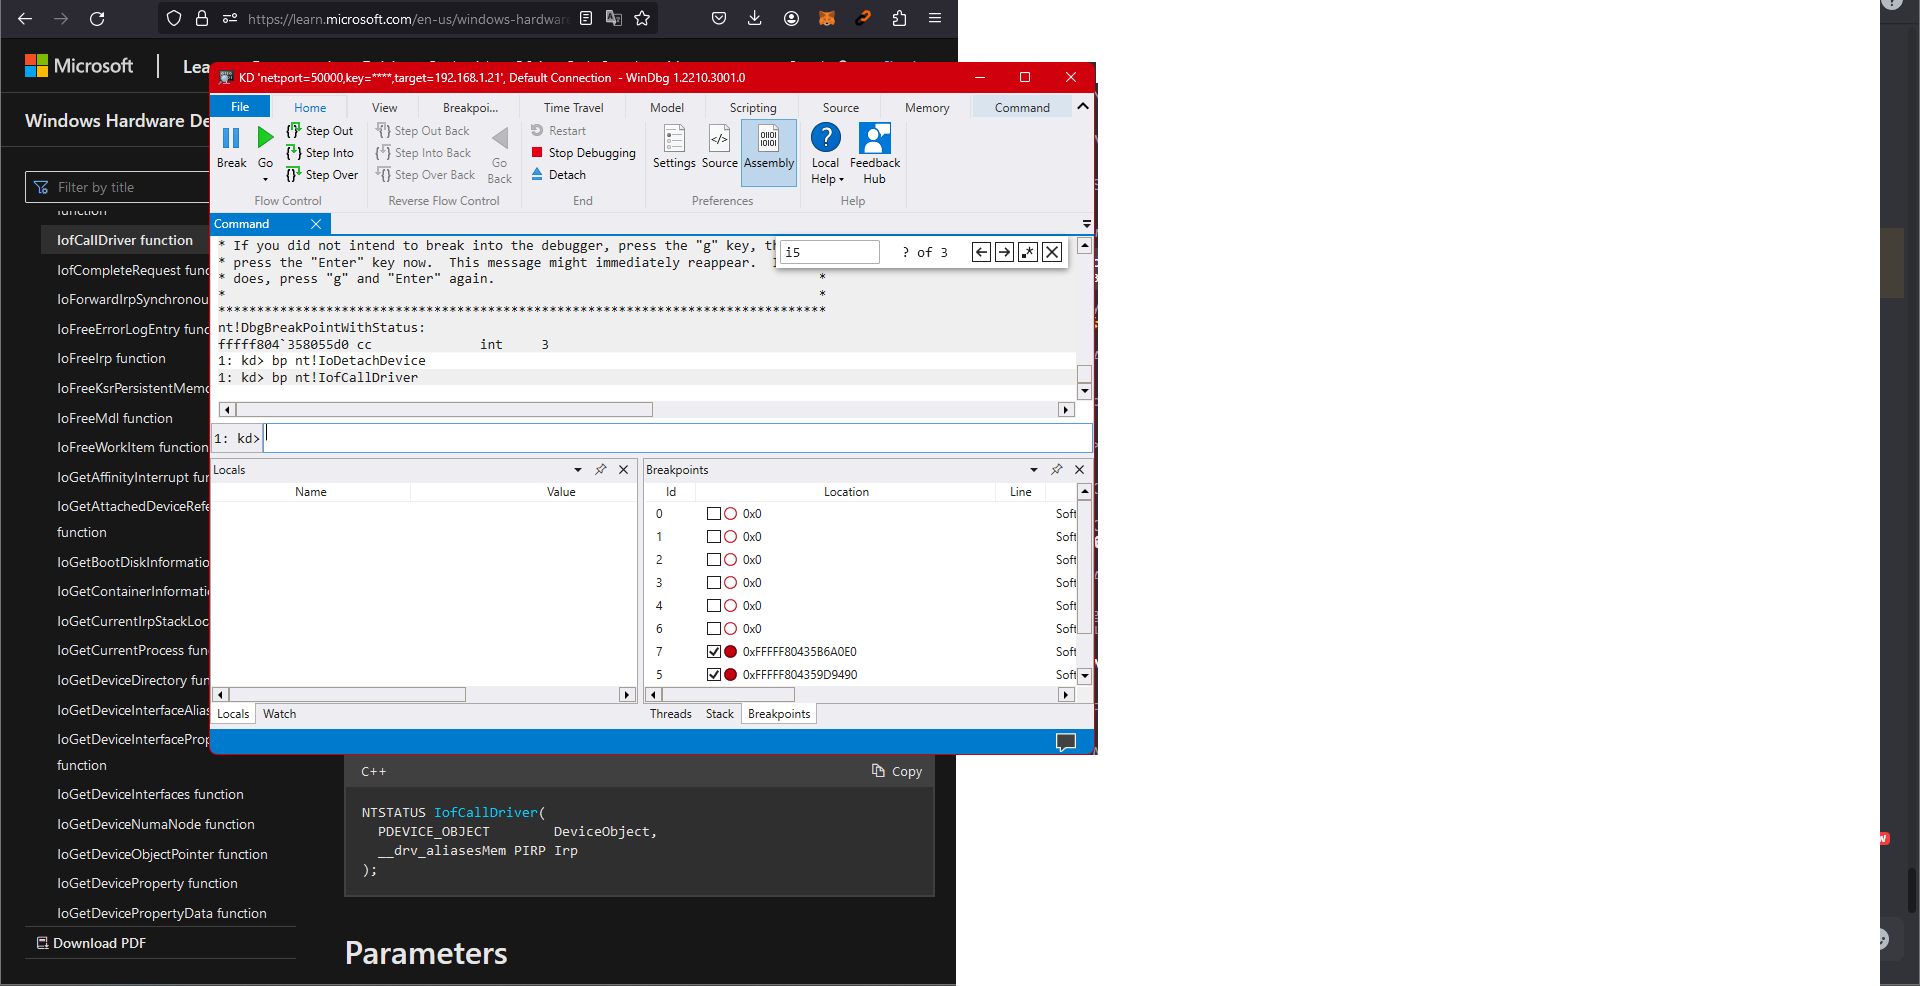 https://learn.microsoft.com/en-us/windows-hardware
Microsoft
Lea
Windows Hardware De
Filter by title
function
IofCallDriver function
IofCompleteRequest func
IoForwardIrpSynchronou
IoFreeErrorLogEntry func
IoFreeIrp function
IoFreeKsrPersistentMemo
IoFreeMdl function
IoFreeWorkItem function
IoGetAffinityInterrupt fun
IoGetAttachedDeviceRefe
function
IoGetBootDiskInformatio
IoGetContainerInformatic
IoGetCurrentIrpStackLoc
IoGetCurrentProcess fun
IoGetDeviceDirectory fun
IoGetDeviceInterfaceAlias
IoGetDeviceInterfaceProp
function
IoGetDeviceInterfaces function
IoGetDeviceNumaNode function
IoGetDeviceObjectPointer function
IoGetDeviceProperty function
IoGetDevicePropertyData function
Download PDF
KD 'net:port=50000,key=****,target=192.168.1.21', Default Connection - WinDbg 1.2210.3001.0
File Home View Breakpoi... Time Travel Model Scripting Source Memory Command
Break
Go
Step Out
Step Into
Step Over
Flow Control
Step Out Back
Step Into Back
Step Over Back
Go
Back
Reverse Flow Control
Restart
Stop Debugging
Detach
End
Settings Source Assembly
Preferences
Local
Help
Feedback
Hub
Help
Command
* If you did not intend to break into the debugger, press the "g" key, th
* press the "Enter" key now. This message might immediately reappear. I
* does, press "g" and "Enter" again. *
* *
*******************************************************************************
nt!DbgBreakPointWithStatus:
fffff804`358055d0 cc int 3
1: kd> bp nt!IoDetachDevice
1: kd> bp nt!IofCallDriver
i5 ? of 3
1: kd>
Locals
Name Value
Locals Watch
Breakpoints
Id Location Line
0 0x0 Soft
1 0x0 Soft
2 0x0 Soft
3 0x0 Soft
4 0x0 Soft
6 0x0 Soft
7 0xFFFFF80435B6A0E0
5 0xFFFFF804359D9490 Soft
Threads Stack Breakpoints
C++ Copy
NTSTATUS IofCallDriver(
PDEVICE_OBJECT DeviceObject,
__drv_aliasesMem PIRP Irp
);
Parameters